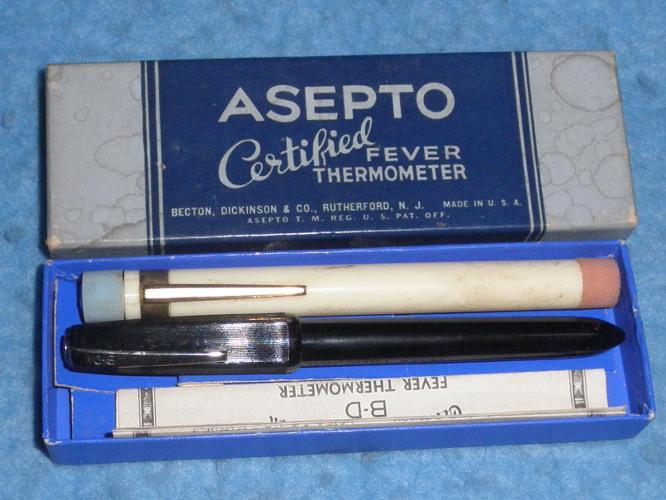 ASEPTO
Certified FEVER
THERMOMETER
BECTON, DICKINSON & CO., RUTHERFORD, N. J. MADE IN U. S. A.
ASEPTO T. M. REG. U. S. PAT. OFF.
B-D
FEVER THERMOMETER